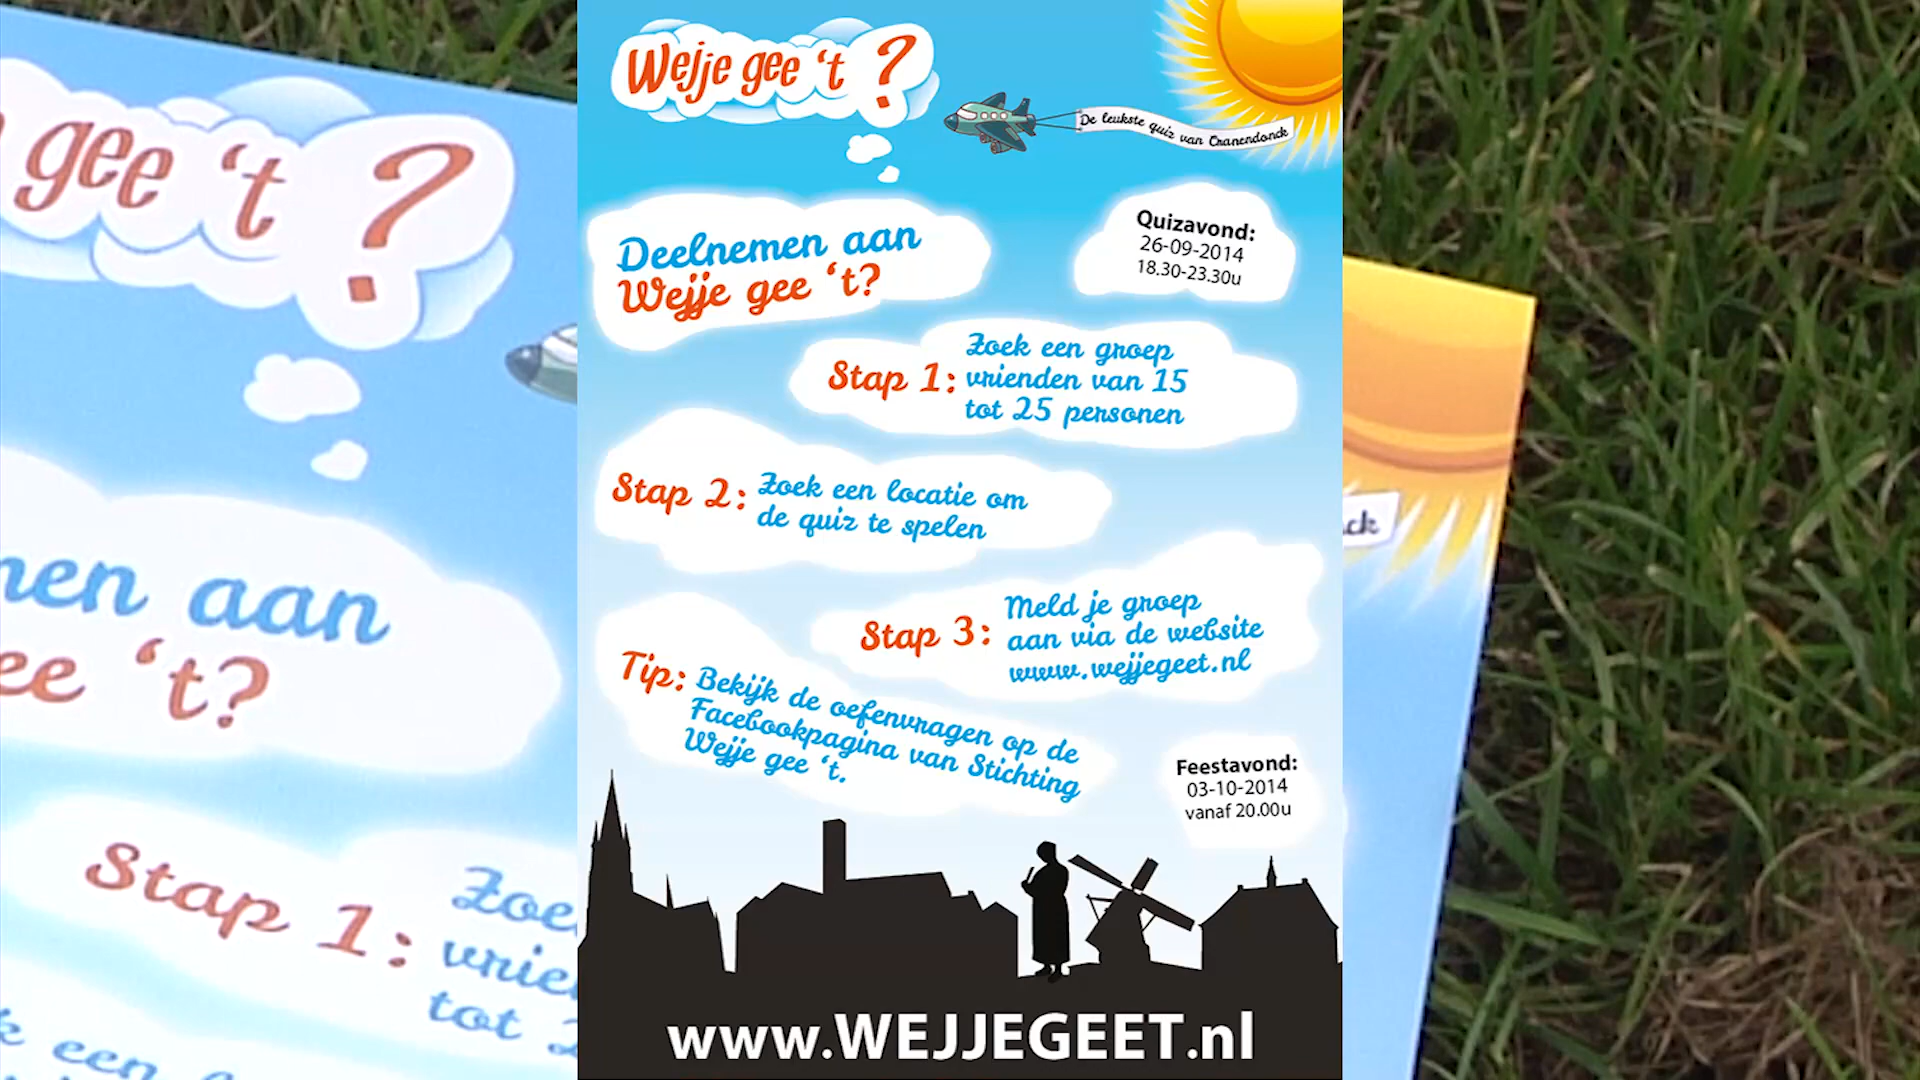 Wejje gee 't ?
De leukste quiz van Cranendonck
Deelnemen aan
Wejje gee 't?
Quizavond:
26-09-2014
18.30-23.30u
Stap 1:
Zoek een groep
vrienden van 15
tot 25 personen
Stap 2:
Zoek een locatie om
de quiz te spelen
Stap 3:
Meld je groep
aan via de website
www.wejjegeet.nl
Tip:
Bekijk de oefenvragen op de
Facebookpagina van Stichting
Wejje gee 't.
Feestavond:
03-10-2014
vanaf 20.00u
www.WEJJEGEET.nl
gee 't ?
aan
't?
Stap 1:
tot
een